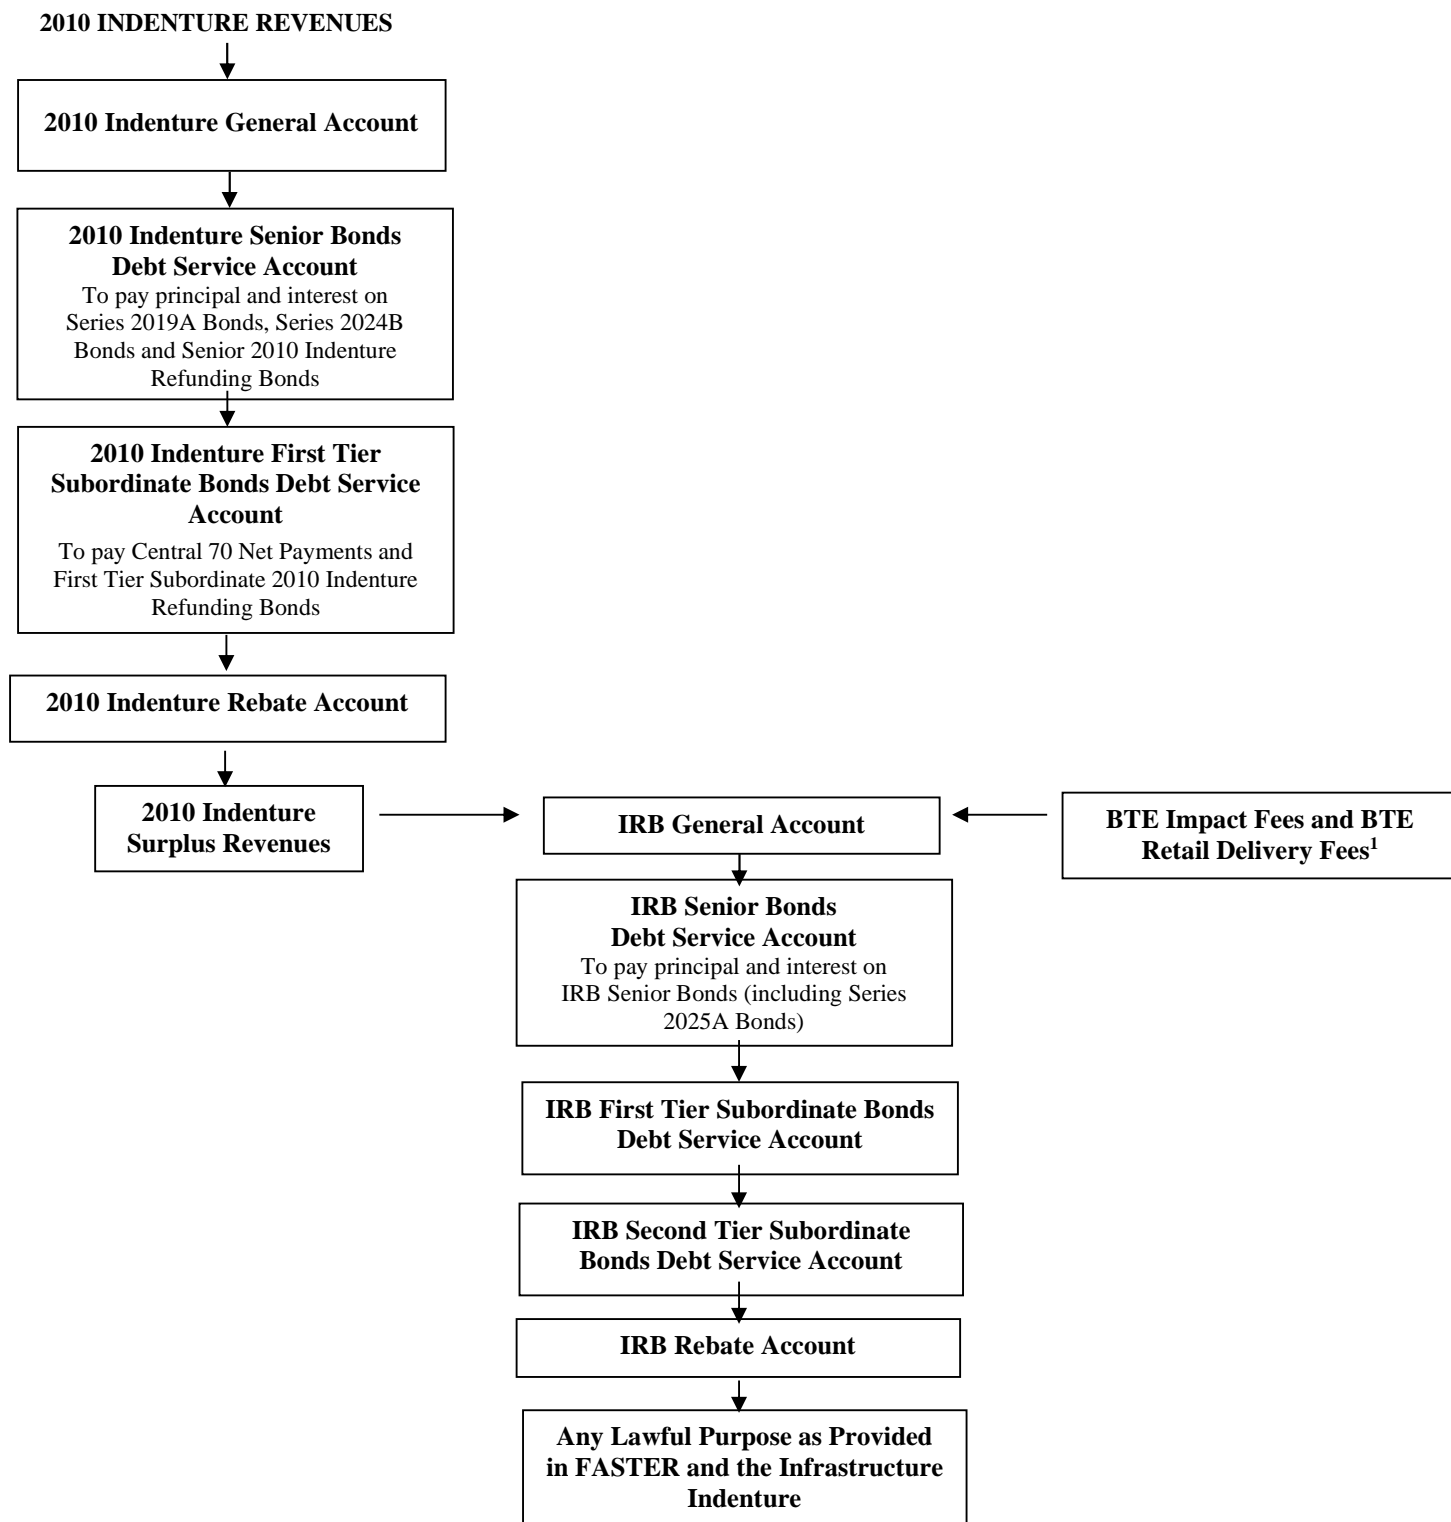 2010 INDENTURE REVENUES
2010 Indenture General Account
2010 Indenture Senior Bonds
Debt Service Account
To pay principal and interest on
Series 2019A Bonds, Series 2024B
Bonds and Senior 2010 Indenture
Refunding Bonds
2010 Indenture First Tier
Subordinate Bonds Debt Service
Account
To pay Central 70 Net Payments and
First Tier Subordinate 2010 Indenture
Refunding Bonds
2010 Indenture Rebate Account
2010 Indenture
Surplus Revenues
IRB General Account
BTE Impact Fees and BTE
Retail Delivery Fees¹
IRB Senior Bonds
Debt Service Account
To pay principal and interest on
IRB Senior Bonds (including Series
2025A Bonds)
IRB First Tier Subordinate Bonds
Debt Service Account
IRB Second Tier Subordinate
Bonds Debt Service Account
IRB Rebate Account
Any Lawful Purpose as Provided
in FASTER and the Infrastructure
Indenture